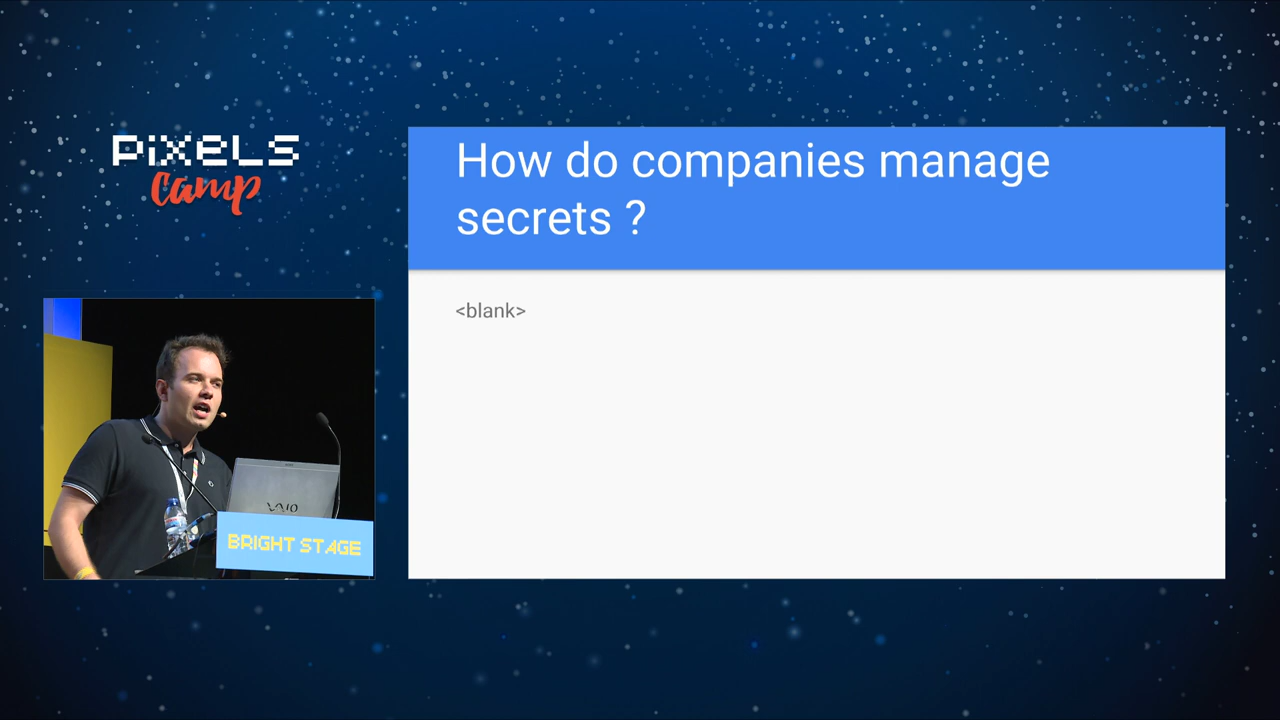 pixels
camp
How do companies manage
secrets ?
<blank>
VAIO
BRIGHT STAGE